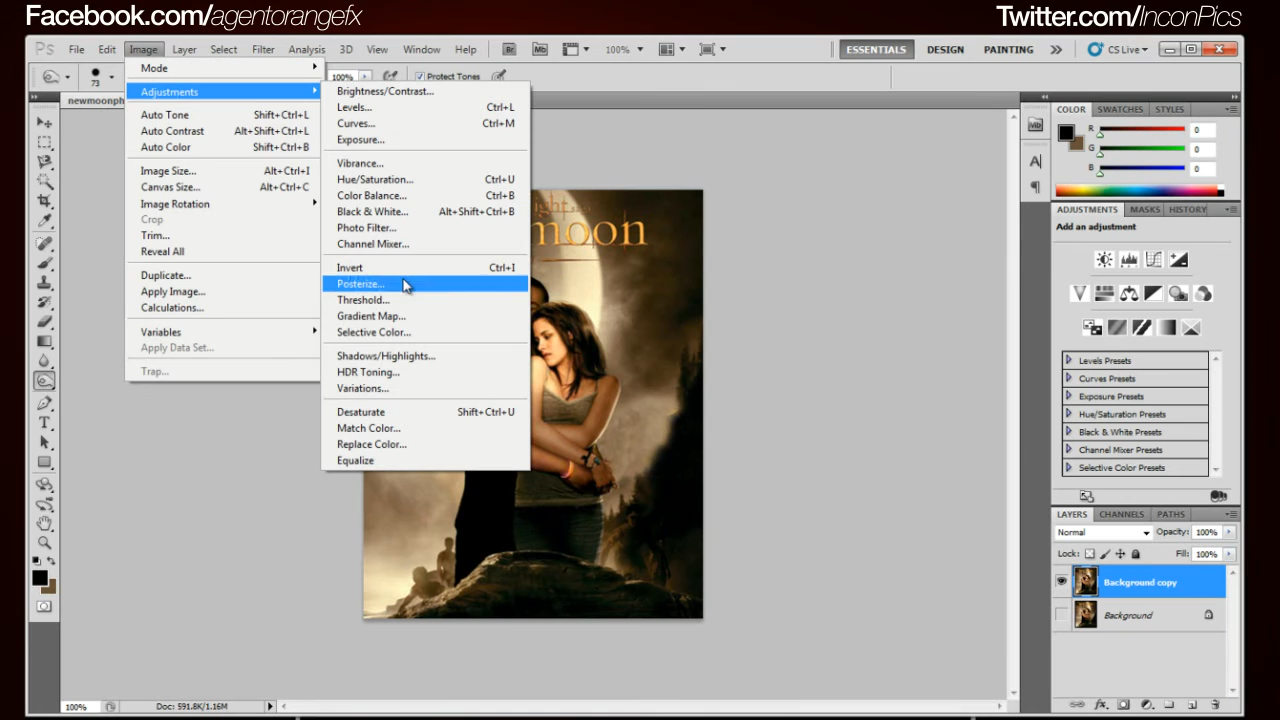 Facebook.com/agentorangefx
Twitter.com/InconPics
Ps File Edit Image Layer Select Filter Analysis 3D View Window Help Br Mb 100% ESSENTIALS DESIGN PAINTING CS Live
73 100% Protect Tones
newmoonph
Mode
Adjustments
Auto Tone Shift+Ctrl+L
Auto Contrast Alt+Shift+Ctrl+L
Auto Color Shift+Ctrl+B
Image Size... Alt+Ctrl+I
Canvas Size... Alt+Ctrl+C
Image Rotation
Crop
Trim...
Reveal All
Duplicate...
Apply Image...
Calculations...
Variables
Apply Data Set...
Trap...
Brightness/Contrast...
Levels... Ctrl+L
Curves... Ctrl+M
Exposure...
Vibrance...
Hue/Saturation... Ctrl+U
Color Balance... Ctrl+B
Black & White... Alt+Shift+Ctrl+B
Photo Filter...
Channel Mixer...
Invert Ctrl+I
Posterize...
Threshold...
Gradient Map...
Selective Color...
Shadows/Highlights...
HDR Toning...
Variations...
Desaturate Shift+Ctrl+U
Match Color...
Replace Color...
Equalize
ight
moon
COLOR SWATCHES STYLES
R 0
G 0
B 0
ADJUSTMENTS MASKS HISTORY
Add an adjustment
Levels Presets
Curves Presets
Exposure Presets
Hue/Saturation Presets
Black & White Presets
Channel Mixer Presets
Selective Color Presets
LAYERS CHANNELS PATHS
Normal Opacity: 100%
Lock: Fill: 100%
Background copy
Background
100% Doc: 591.8K/1.16M